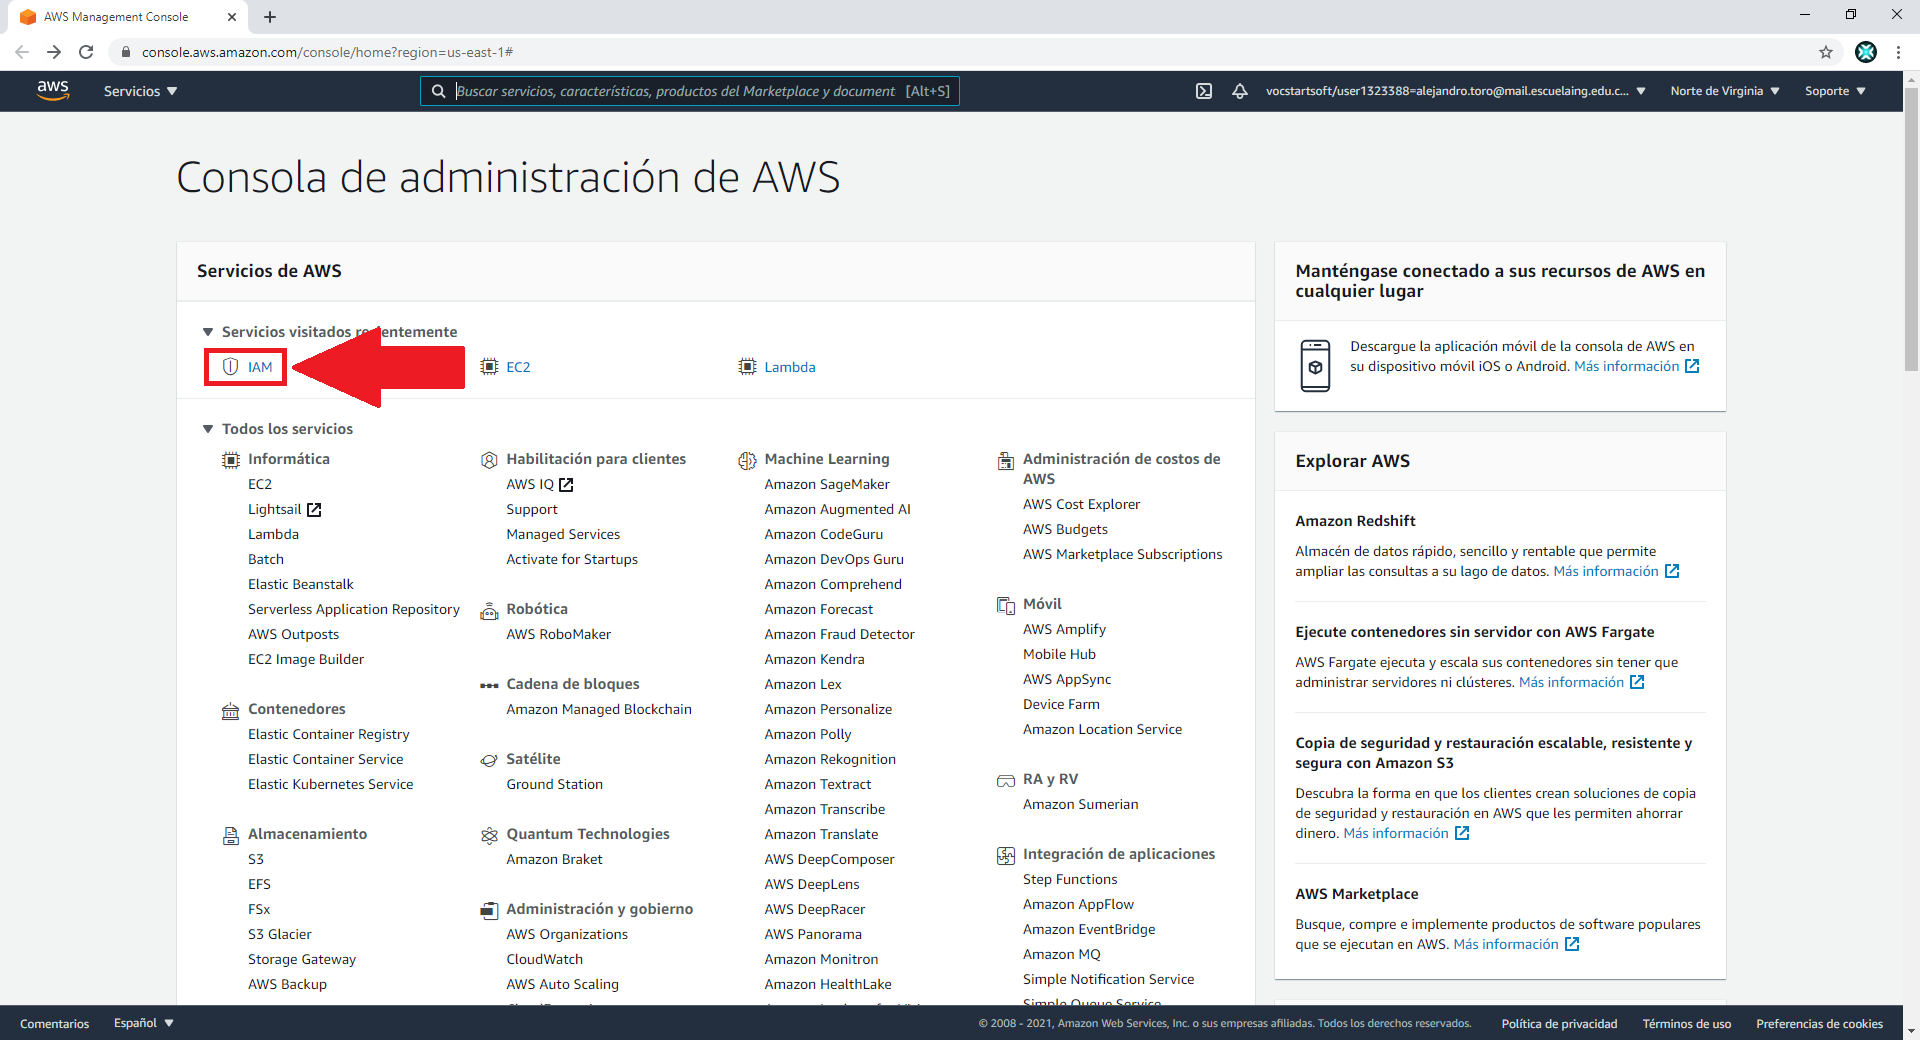 AWS Management Console
console.aws.amazon.com/console/home?region=us-east-1#
aws
Servicios
Buscar servicios, características, productos del Marketplace y document [Alt+S]
vocstartsoft/user1323388=alejandro.toro@mail.escuelaing.edu.c...
Norte de Virginia
Soporte
Consola de administración de AWS
Servicios de AWS
Servicios visitados
IAM
EC2
Lambda
Todos los servicios
Informática
EC2
Lightsail
Lambda
Batch
Elastic Beanstalk
Serverless Application Repository
AWS Outposts
EC2 Image Builder
Contenedores
Elastic Container Registry
Elastic Container Service
Elastic Kubernetes Service
Almacenamiento
S3
EFS
FSx
S3 Glacier
Storage Gateway
AWS Backup
Habilitación para clientes
AWS IQ
Support
Managed Services
Activate for Startups
Robótica
AWS RoboMaker
Cadena de bloques
Amazon Managed Blockchain
Satélite
Ground Station
Quantum Technologies
Amazon Braket
Administración y gobierno
AWS Organizations
CloudWatch
AWS Auto Scaling
Machine Learning
Amazon SageMaker
Amazon Augmented AI
Amazon CodeGuru
Amazon DevOps Guru
Amazon Comprehend
Amazon Forecast
Amazon Fraud Detector
Amazon Kendra
Amazon Lex
Amazon Personalize
Amazon Polly
Amazon Rekognition
Amazon Textract
Amazon Transcribe
Amazon Translate
AWS DeepComposer
AWS DeepLens
AWS DeepRacer
AWS Panorama
Amazon Monitron
Amazon HealthLake
Administración de costos de
AWS
AWS Cost Explorer
AWS Budgets
AWS Marketplace Subscriptions
Móvil
AWS Amplify
Mobile Hub
AWS AppSync
Device Farm
Amazon Location Service
RA y RV
Amazon Sumerian
Integración de aplicaciones
Step Functions
Amazon AppFlow
Amazon EventBridge
Amazon MQ
Simple Notification Service
Simple Queue Service
Manténgase conectado a sus recursos de AWS en
cualquier lugar
Descargue la aplicación móvil de la consola de AWS en
su dispositivo móvil iOS o Android. Más información
Explorar AWS
Amazon Redshift
Almacén de datos rápido, sencillo y rentable que permite
ampliar las consultas a su lago de datos. Más información
Ejecute contenedores sin servidor con AWS Fargate
AWS Fargate ejecuta y escala sus contenedores sin tener que
administrar servidores ni clústeres. Más información
Copia de seguridad y restauración escalable, resistente y
segura con Amazon S3
Descubra la forma en que los clientes crean soluciones de copia
de seguridad y restauración en AWS que les permiten ahorrar
dinero. Más información
AWS Marketplace
Busque, compre e implemente productos de software populares
que se ejecutan en AWS. Más información
Comentarios
Español
© 2008 - 2021, Amazon Web Services, Inc. o sus empresas afiliadas. Todos los derechos reservados.
Política de privacidad
Términos de uso
Preferencias de cookies